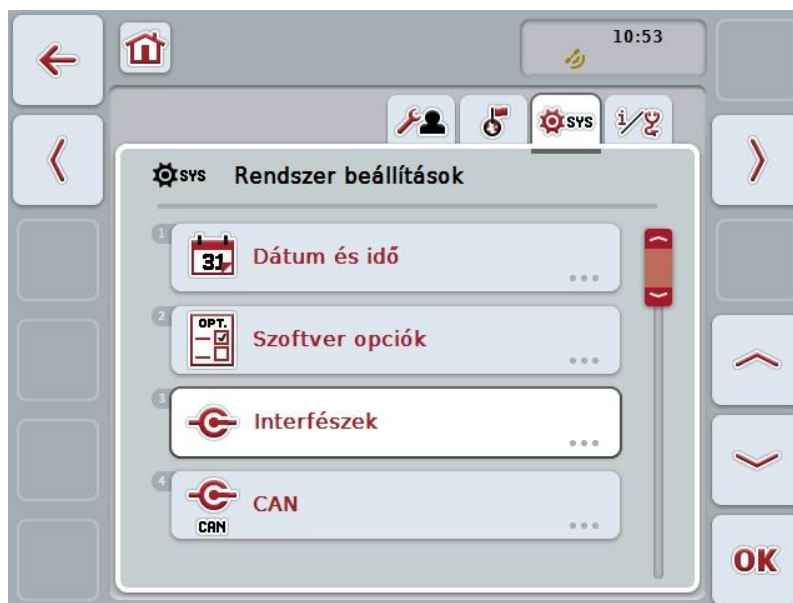 10:53
SYS
i/
SYS Rendszer beállítások
1
31
Dátum és idő
2
OPT.
Szoftver opciók
3
Interfészek
4
CAN
CAN
OK